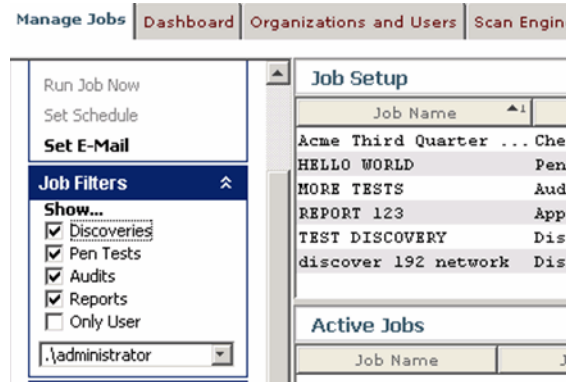 Manage Jobs Dashboard Organizations and Users Scan Engin
Run Job Now
Set Schedule
Set E-Mail
Job Filters
Show...
Discoveries
Pen Tests
Audits
Reports
Only User
.\administrator
Job Setup
Job Name 1
Acme Third Quarter ... Che
HELLO WORLD Pen
MORE TESTS Aud
REPORT 123 App
TEST DISCOVERY Dis
discover 192 network Dis
Active Jobs
Job Name J